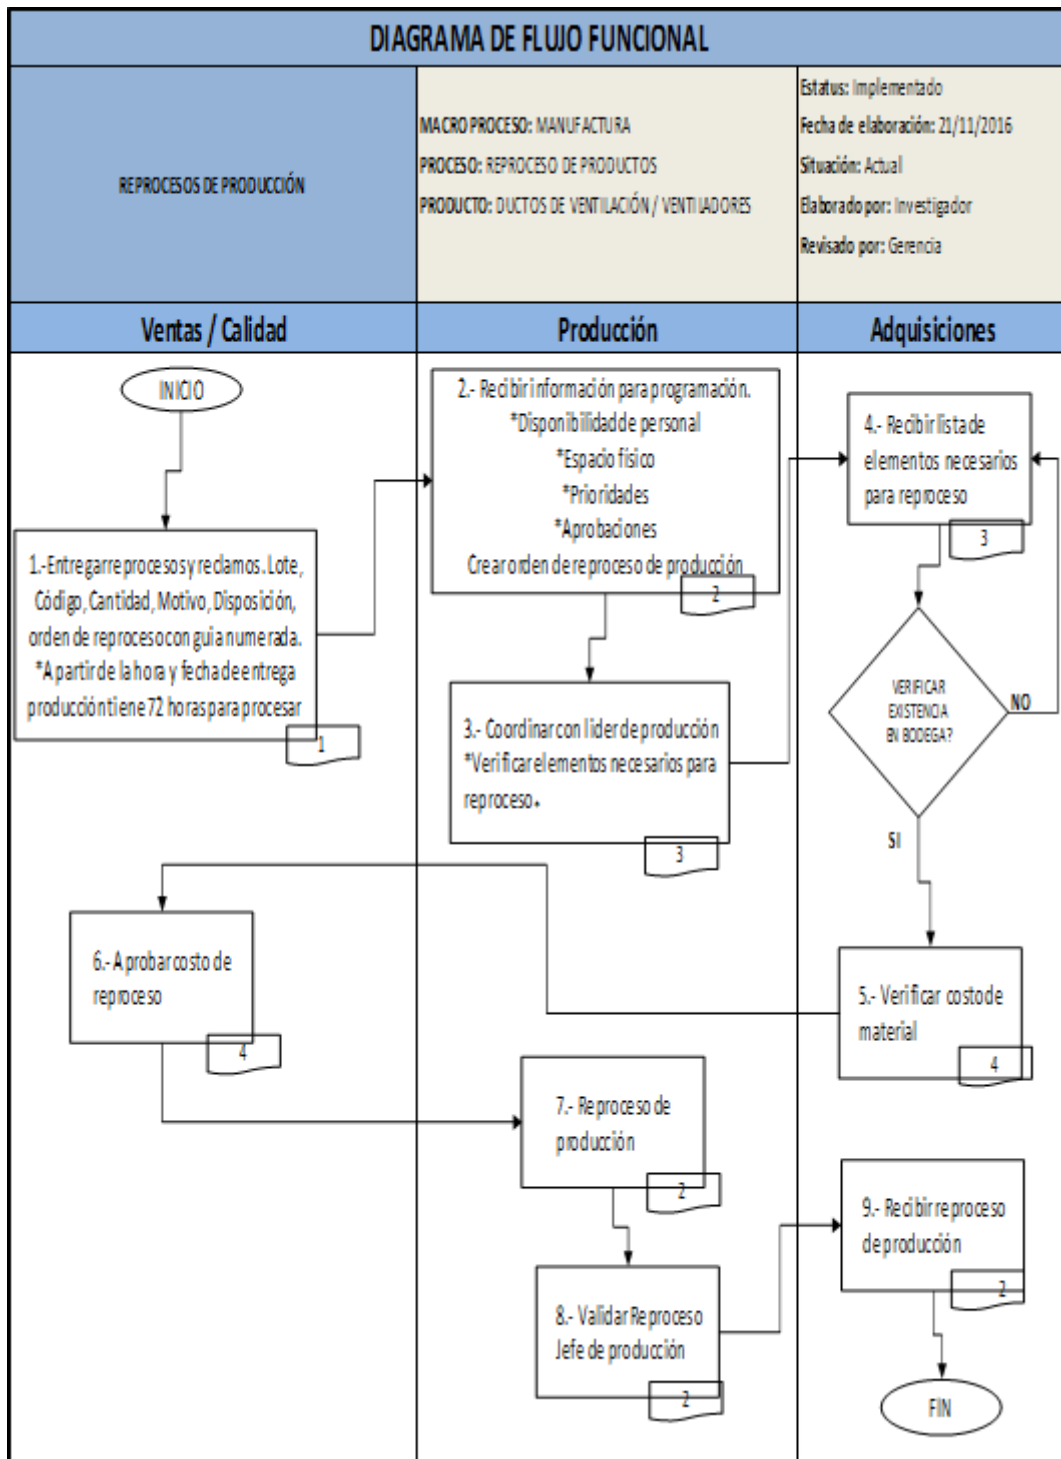 DIAGRAMA DE FLUJO FUNCIONAL
REPROCESOS DE PRODUCCIÓN
MACRO PROCESO: MANUFACTURA
PROCESO: REPROCESO DE PRODUCTOS
PRODUCTO: DUCTOS DE VENTILACIÓN / VENTILADORES
Estatus: Implementado
Fecha de elaboración: 21/11/2016
Situación: Actual
Elaborado por: Investigador
Revisado por: Gerencia
Ventas / Calidad
Producción
Adquisiciones
INICIO
1.- Entregar reprocesos y reclamos. Lote,
Código, Cantidad, Motivo, Disposición,
orden de reproceso con guia numerada.
*A partir de la hora y fecha de entrega
producción tiene 72 horas para procesar
1
2.- Recibir información para programación.
*Disponibilidad de personal
*Espacio físico
*Prioridades
*Aprobaciones
Crear orden de reproceso de producción
2
3.- Coordinar con lider de producción
*Verificar elementos necesarios para
reproceso.
3
4.- Recibir lista de
elementos necesarios
para reproceso
3
VERIFICAR
EXISTENCIA
EN BODEGA?
NO
SI
5.- Verificar costo de
material
4
6.- Aprobar costo de
reproceso
4
7.- Reproceso de
producción
2
8.- Validar Reproceso
Jefe de producción
2
9.- Recibir reproceso
de producción
2
FIN